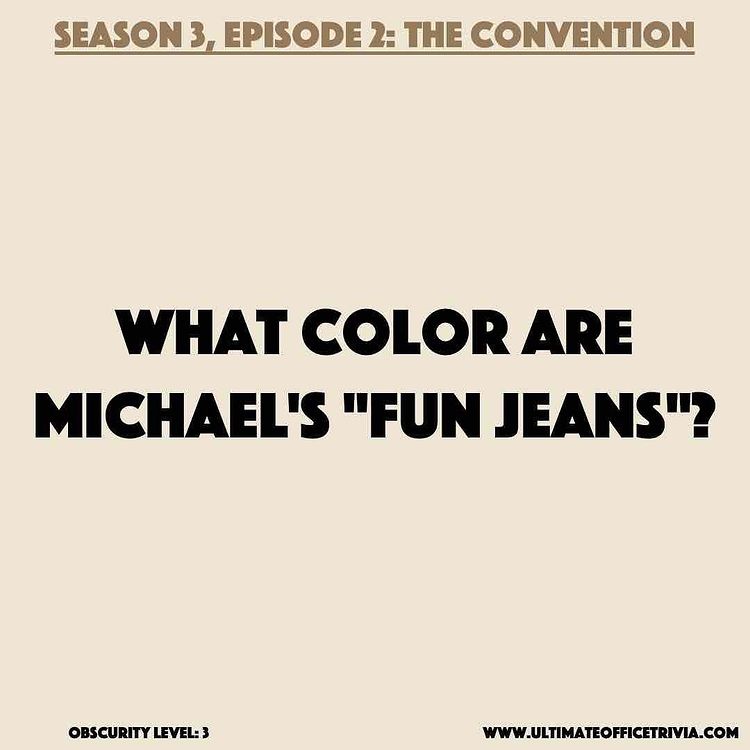 SEASON 3, EPISODE 2: THE CONVENTION
WHAT COLOR ARE
MICHAEL'S "FUN JEANS"?
OBSCURITY LEVEL: 3
WWW.ULTIMATEOFFICETRIVIA.COM